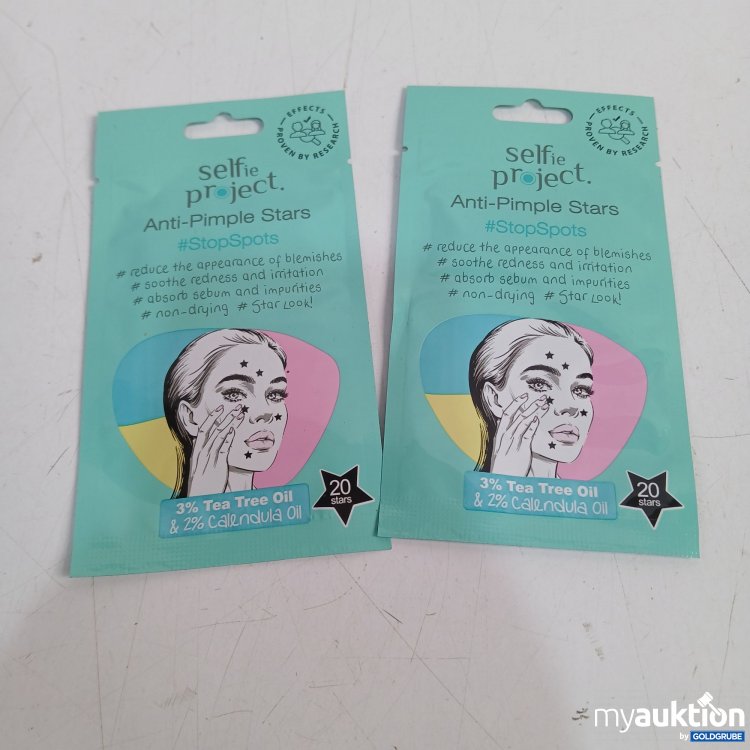 EFFECTS
PROVEN BY RESEARCH
selfie
project.
Anti-Pimple Stars
#StopSpots
# reduce the appearance of blemishes
# soothe redness and irritation
# absorb sebum and impurities
# non-drying # Star Look!
3% Tea Tree Oil
& 2% Calendula Oil
20
stars
EFFECTS
PROVEN BY RESEARCH
selfie
project.
Anti-Pimple Stars
#StopSpots
# reduce the appearance of blemishes
# soothe redness and irritation
# absorb sebum and impurities
# non-drying # Star Look!
3% Tea Tree Oil
& 2% Calendula Oil
20
stars
myauktion
by GOLDGRUBE